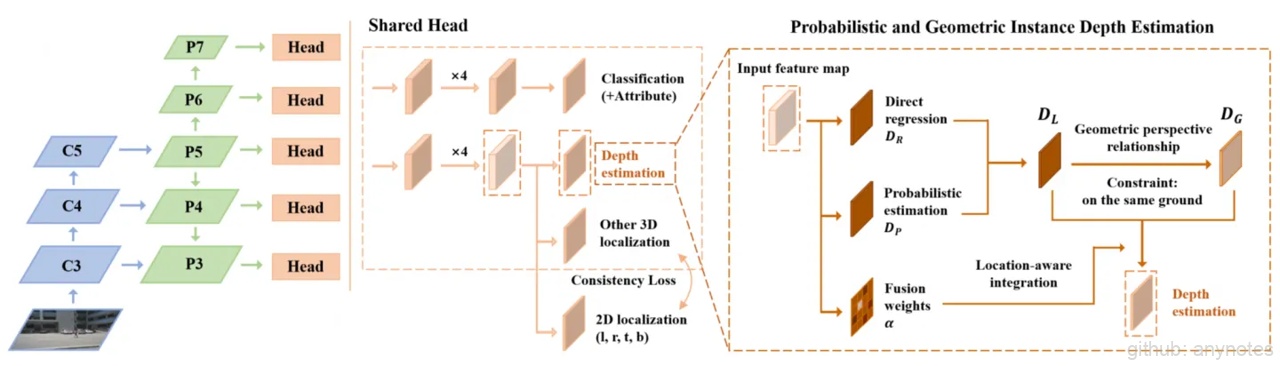 P7
Head
P6
Head
C5
P5
Head
C4
P4
Head
C3
P3
Head
Shared Head
×4
Classification
(+Attribute)
×4
Depth
estimation
Other 3D
localization
Consistency Loss
2D localization
(l, r, t, b)
Probabilistic and Geometric Instance Depth Estimation
Input feature map
Direct
regression
D_R
Probabilistic
estimation
D_P
Fusion
weights
α
D_L
Geometric perspective
relationship
Constraint:
on the same ground
D_G
Location-aware
integration
Depth
estimation
github: anynotes